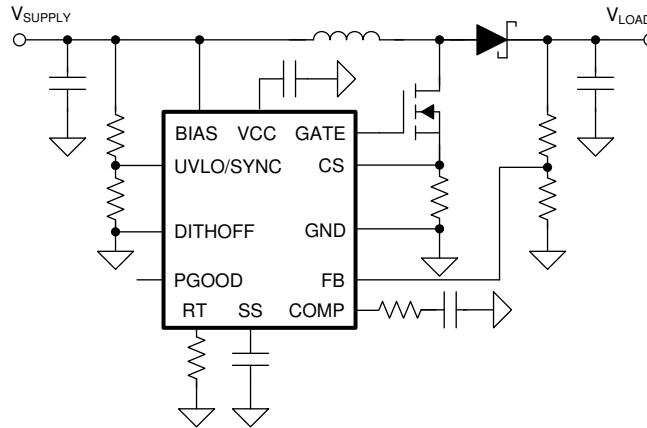 VSUPPLY
VLOAD
BIAS VCC GATE
UVLO/SYNC CS
DITHOFF GND
PGOOD FB
RT SS COMP